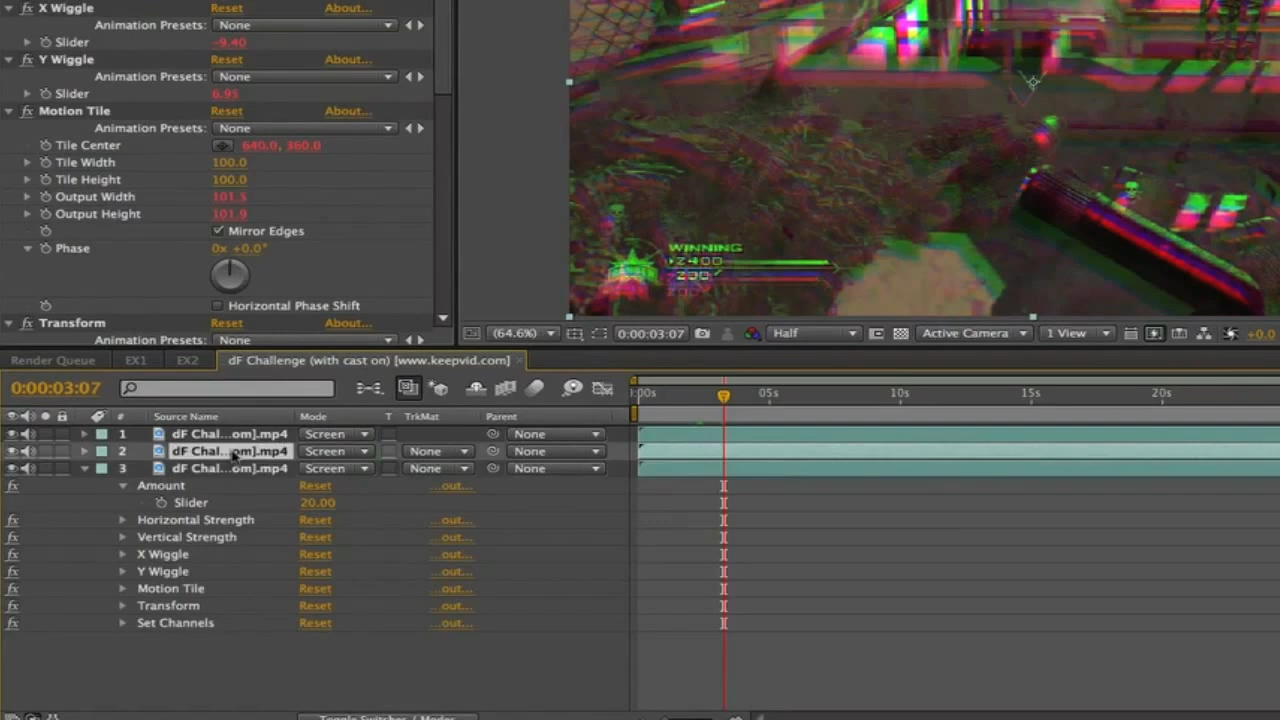 fx X Wiggle Reset About...
Animation Presets: None
Slider -9.40
fx Y Wiggle Reset About...
Animation Presets: None
Slider 6.95
fx Motion Tile Reset About...
Animation Presets: None
Tile Center 640.0, 360.0
Tile Width 100.0
Tile Height 100.0
Output Width 101.5
Output Height 101.9
Mirror Edges
Phase 0x +0.0°
Horizontal Phase Shift
fx Transform Reset About...
Animation Presets: None
WINNING
2400
(64.6%) 0:00:03:07 Half Active Camera 1 View +0.0
Render Queue EX1 EX2 dF Challenge (with cast on) [www.keepvid.com]
0:00:03:07
:00s 05s 10s 15s 20s
# Source Name Mode T TrkMat Parent
1 dF Chal...om].mp4 Screen None
2 dF Chal...om].mp4 Screen None None
3 dF Chal...om].mp4 Screen None None
fx Amount Reset ...out...
Slider 20.00
fx Horizontal Strength Reset ...out...
fx Vertical Strength Reset ...out...
fx X Wiggle Reset ...out...
fx Y Wiggle Reset ...out...
fx Motion Tile Reset ...out...
fx Transform Reset ...out...
fx Set Channels Reset ...out...
Toggle Switches / Modes